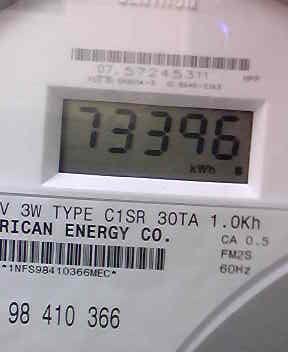 07.57245311
73396
kWh
V 3W TYPE C1SR 30TA 1.0Kh
RICAN ENERGY CO.
CA 0.5
FM2S
60Hz
*1NFS98410366MEC*
98 410 366